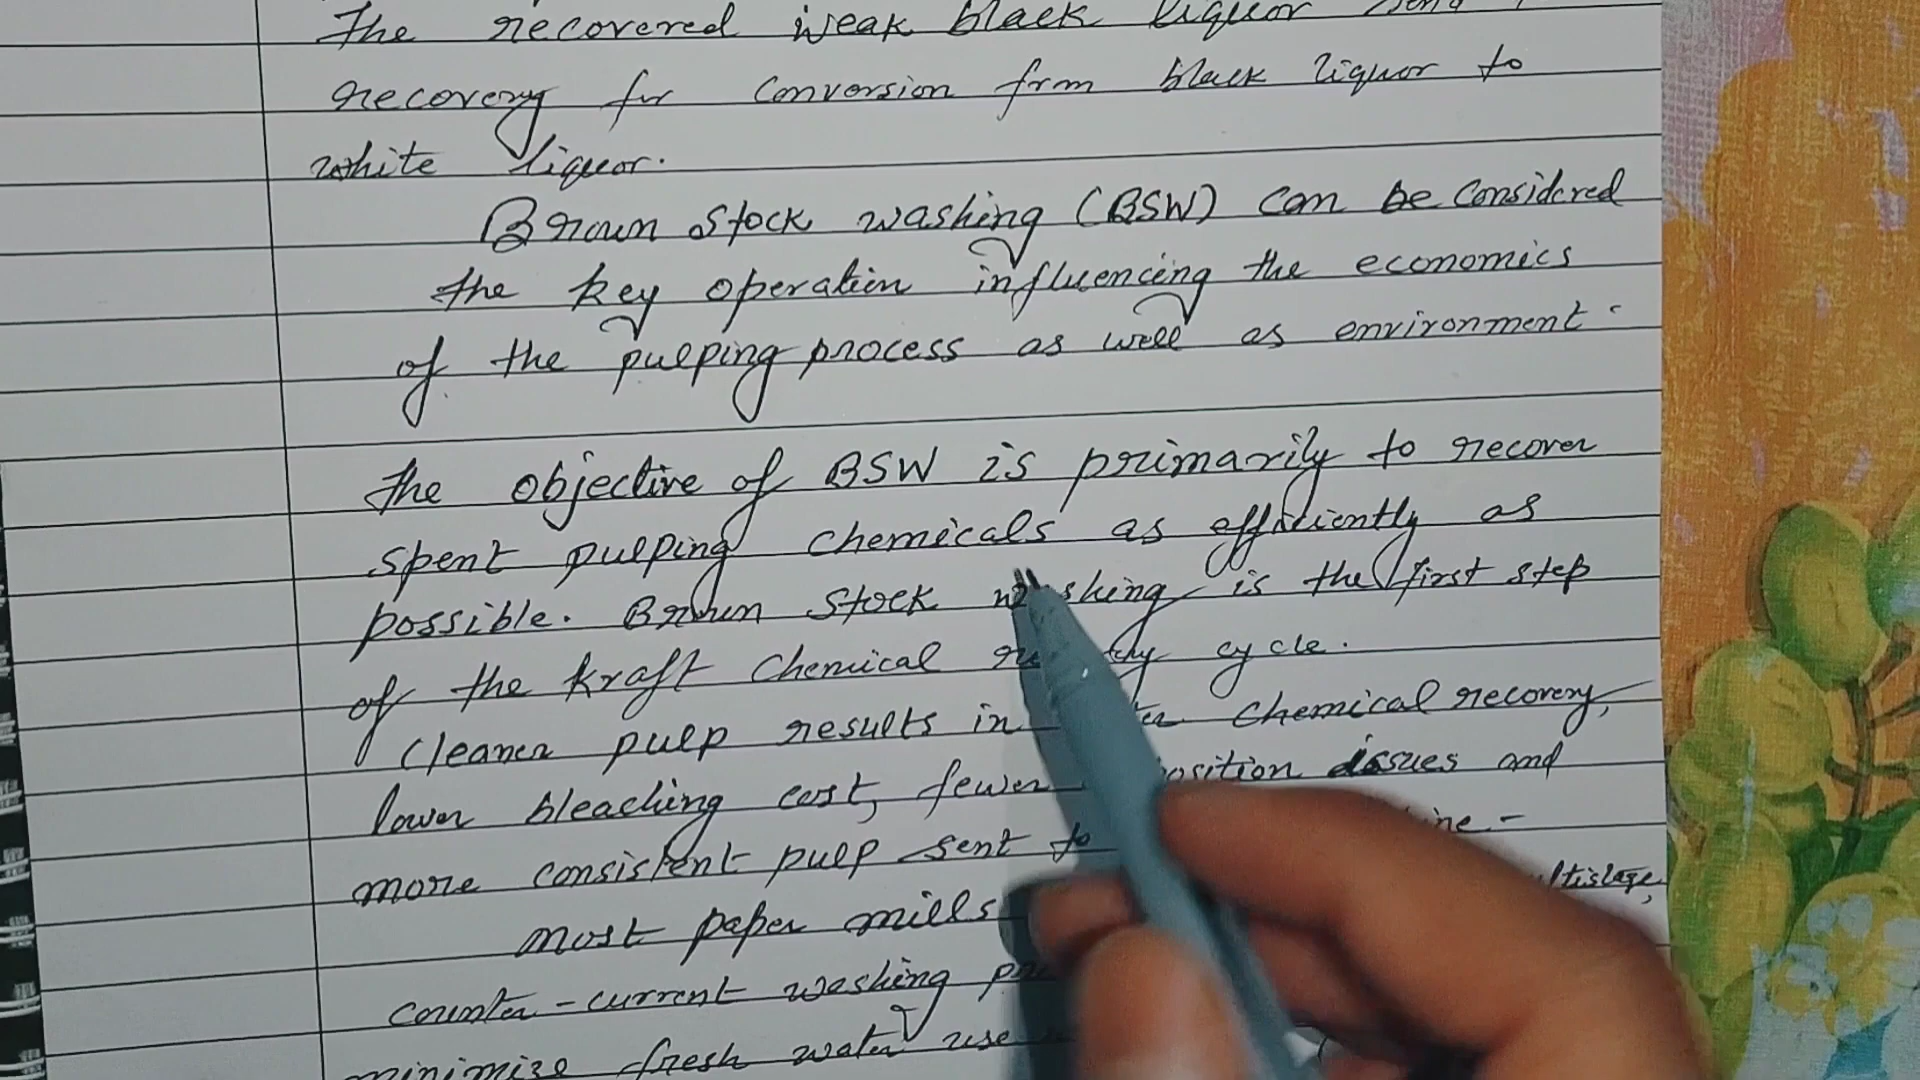 The recovered weak black liquor send
recovery for conversion from black liquor to
white liquor.
Brown stock washing (BSW) can be considered
the key operation influencing the economics
of the pulping process as well as environment.
the objective of BSW is primarily to recover
spent pulping chemicals as efficiently as
possible. Brown stock washing is the first step
of the kraft chemical cycle.
Cleaner pulp results in chemical recovery,
lower bleaching cost, fewer issues and
more consistent pulp sent to
most paper mills
counter-current washing
minimize fresh water use